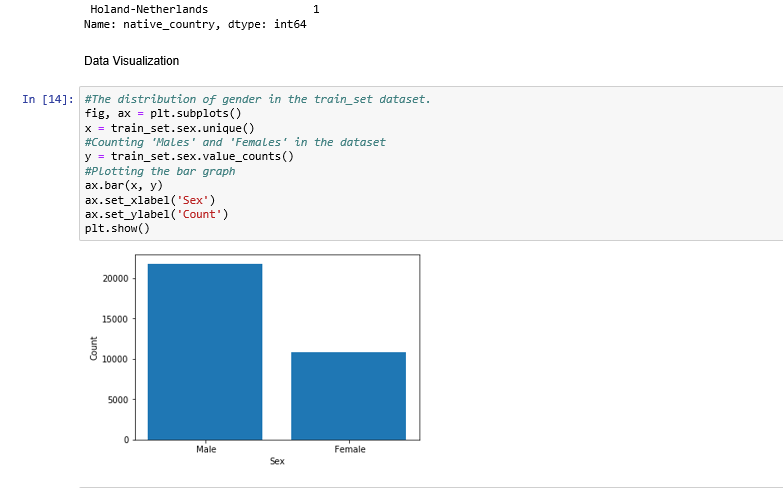 Holand-Netherlands 1
Name: native_country, dtype: int64
Data Visualization
In [14]:
#The distribution of gender in the train_set dataset.
fig, ax = plt.subplots()
x = train_set.sex.unique()
#Counting 'Males' and 'Females' in the dataset
y = train_set.sex.value_counts()
#Plotting the bar graph
ax.bar(x, y)
ax.set_xlabel('Sex')
ax.set_ylabel('Count')
plt.show()
20000
15000
10000
5000
0
Count
Male Female
Sex